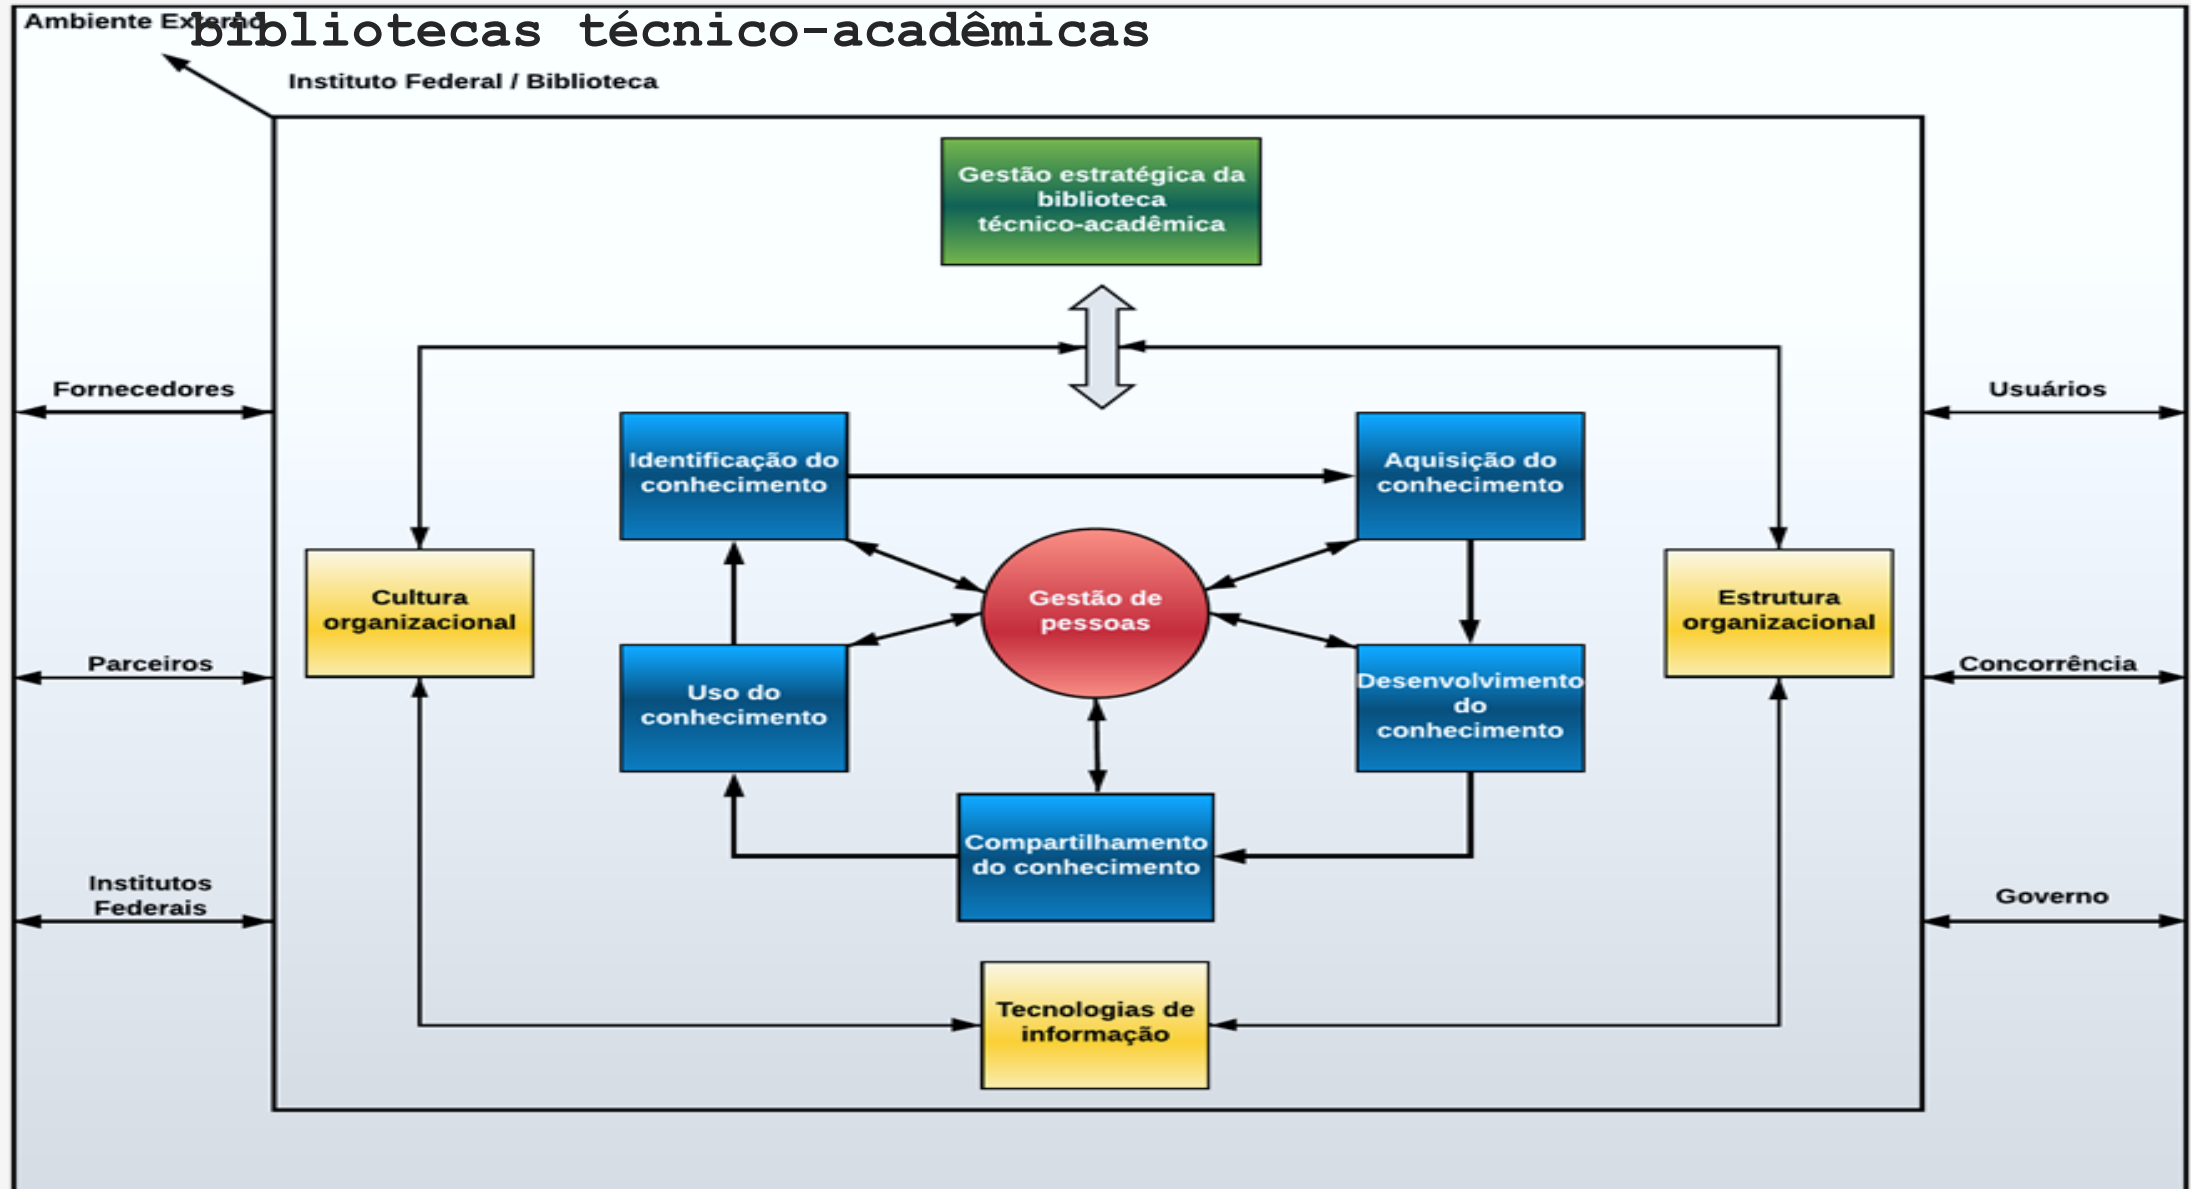 bibliotecas técnico-acadêmicas
Ambiente Externo
Instituto Federal / Biblioteca
Gestão estratégica da
biblioteca
técnico-acadêmica
Fornecedores
Usuários
Identificação do
conhecimento
Aquisição do
conhecimento
Cultura
organizacional
Gestão de
pessoas
Estrutura
organizacional
Parceiros
Concorrência
Uso do
conhecimento
Desenvolvimento
do
conhecimento
Compartilhamento
do conhecimento
Institutos
Federais
Governo
Tecnologias de
informação